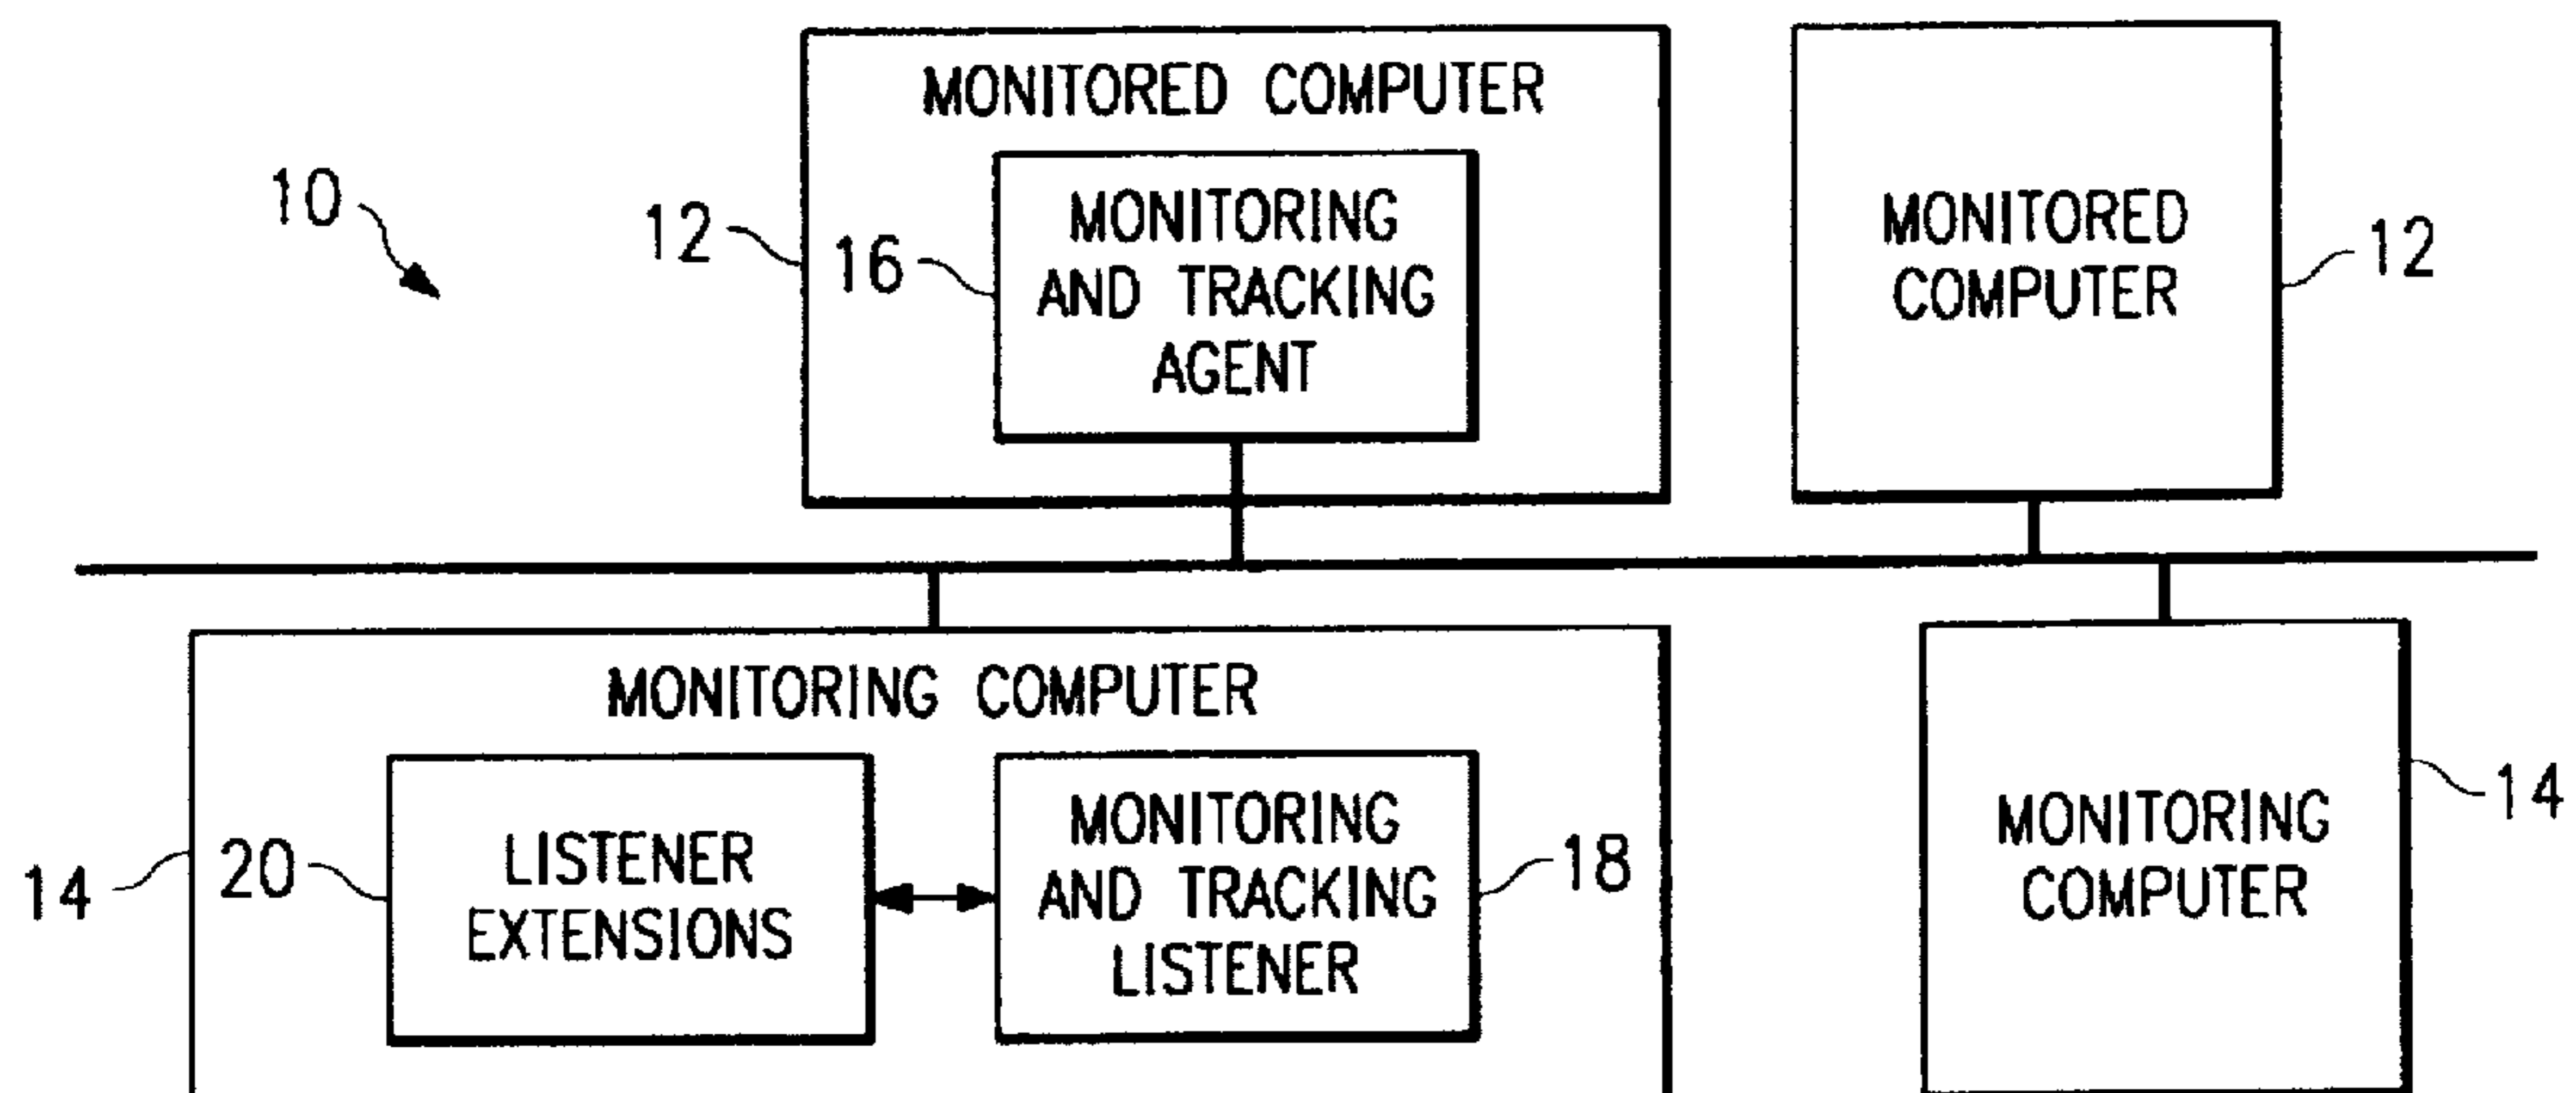 10
12
MONITORED COMPUTER
16
MONITORING
AND TRACKING
AGENT
MONITORED
COMPUTER
12
MONITORING COMPUTER
14
20
LISTENER
EXTENSIONS
MONITORING
AND TRACKING
LISTENER
18
MONITORING
COMPUTER
14